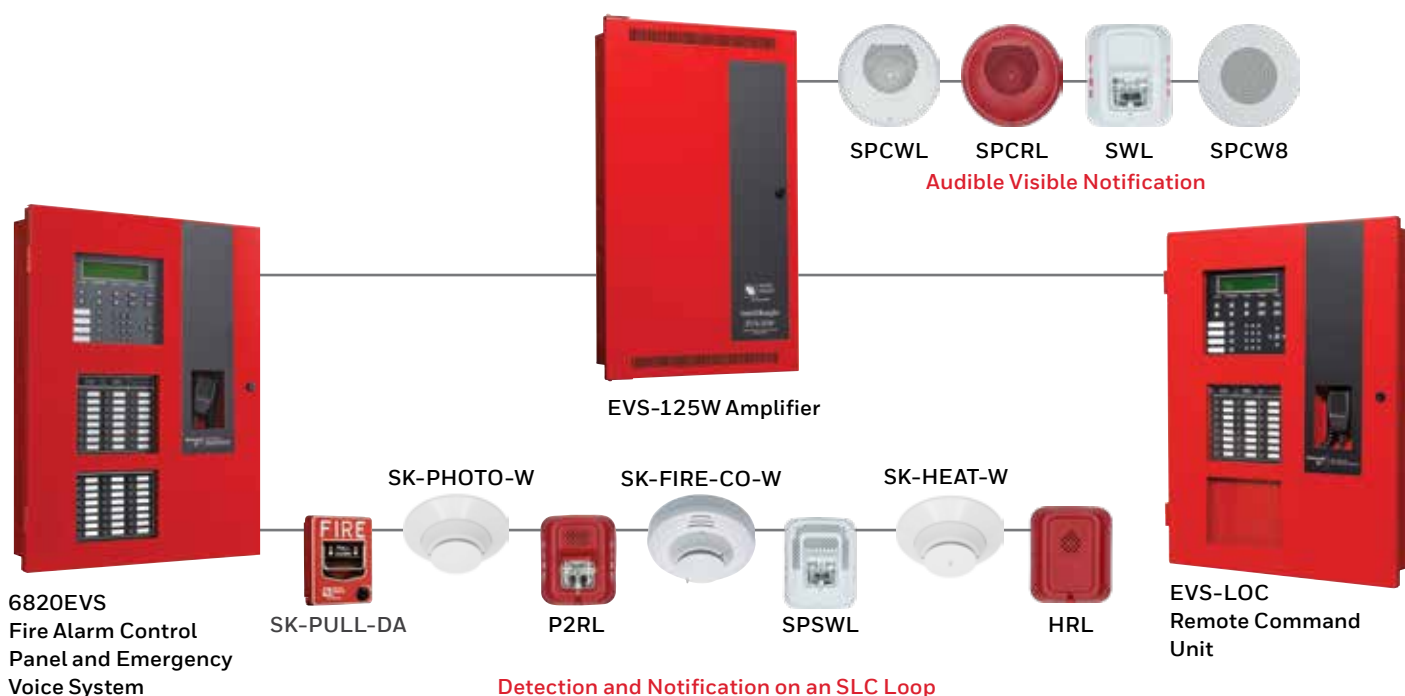 SPCWL
SPCRL
SWL
SPCW8
Audible Visible Notification
EVS-125W Amplifier
SK-PHOTO-W
SK-FIRE-CO-W
SK-HEAT-W
FIRE
SK-PULL-DA
P2RL
SPSWL
HRL
6820EVS
Fire Alarm Control
Panel and Emergency
Voice System
EVS-LOC
Remote Command
Unit
Detection and Notification on an SLC Loop